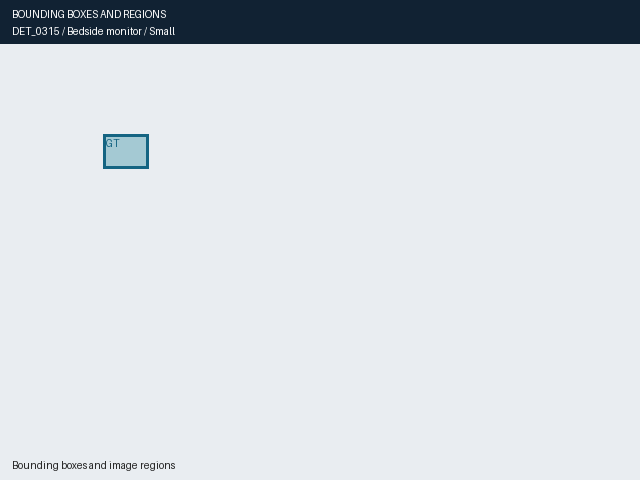 BOUNDING BOXES AND REGIONS
DET_0315 / Bedside monitor / Small
GT
Bounding boxes and image regions